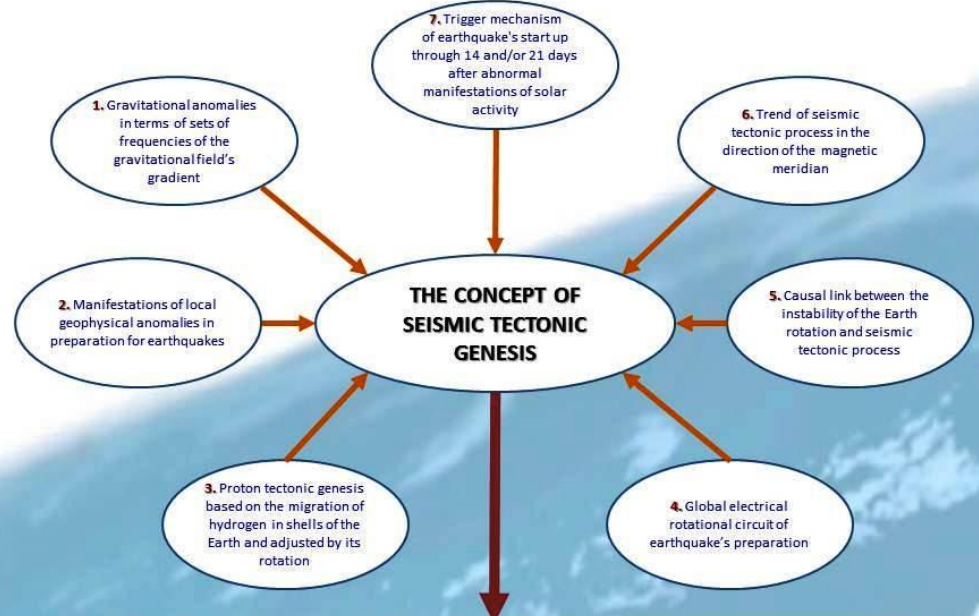 7. Trigger mechanism
of earthquake's start up
through 14 and/or 21 days
after abnormal
manifestations of solar
activity
1. Gravitational anomalies
in terms of sets of
frequencies of the
gravitational field's
gradient
6. Trend of seismic
tectonic process in the
direction of the magnetic
meridian
2. Manifestations of local
geophysical anomalies in
preparation for earthquakes
THE CONCEPT OF
SEISMIC TECTONIC
GENESIS
5. Causal link between the
instability of the Earth
rotation and seismic
tectonic process
3. Proton tectonic genesis
based on the migration of
hydrogen in shells of the
Earth and adjusted by its
rotation
4. Global electrical
rotational circuit of
earthquake's preparation